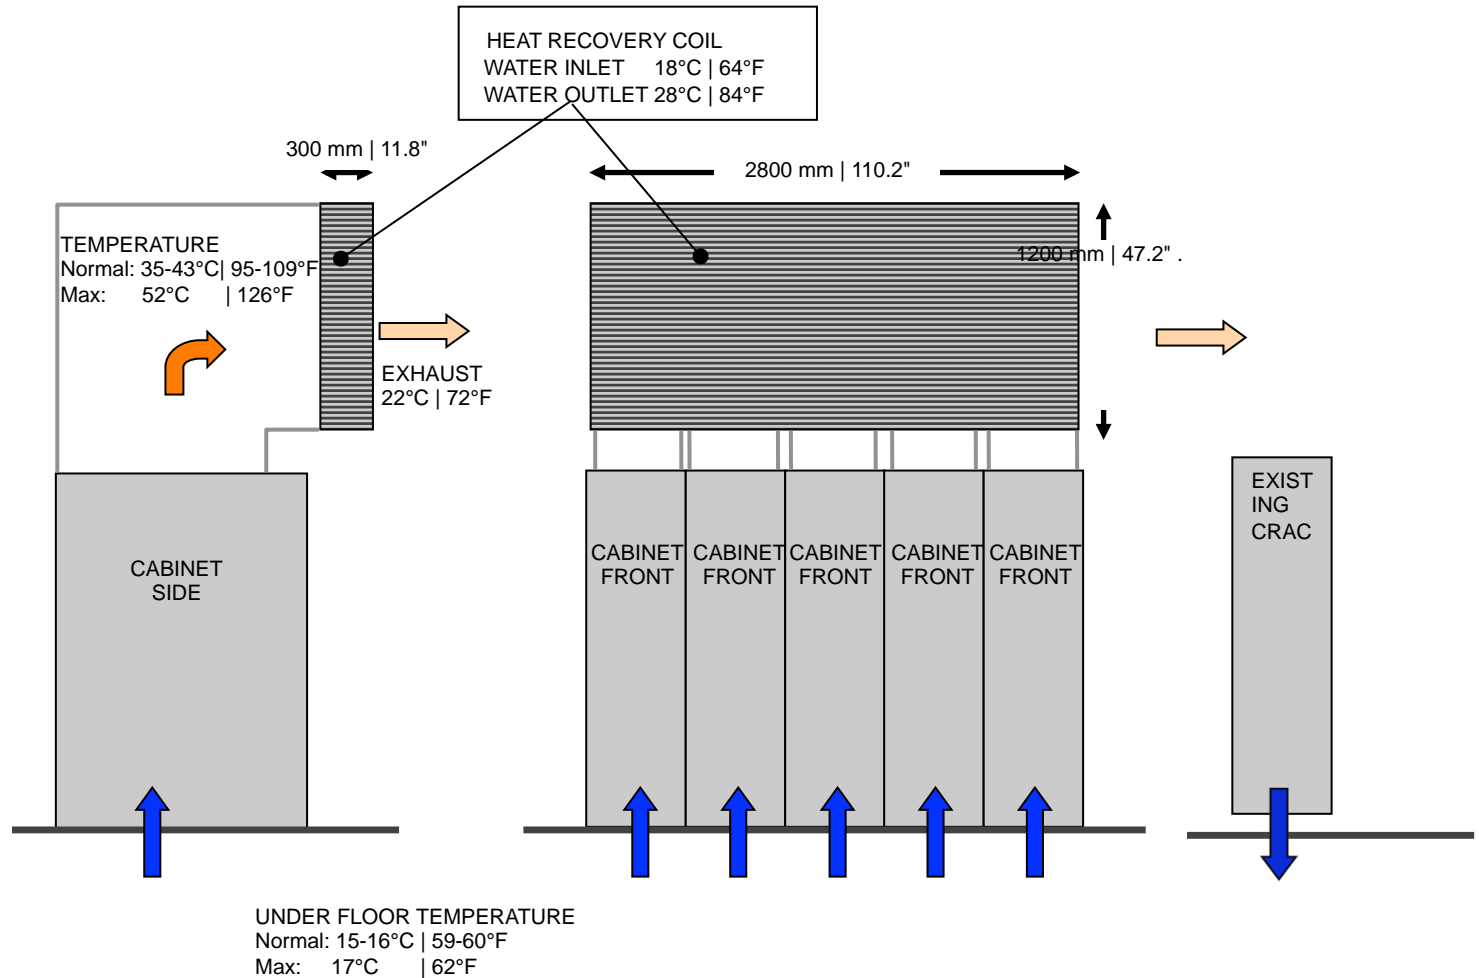 HEAT RECOVERY COIL
WATER INLET 18°C | 64°F
WATER OUTLET 28°C | 84°F
300 mm | 11.8"
2800 mm | 110.2"
TEMPERATURE
Normal: 35-43°C| 95-109°F
Max: 52°C | 126°F
1200 mm | 47.2" .
EXHAUST
22°C | 72°F
CABINET
SIDE
CABINET
FRONT
CABINET
FRONT
CABINET
FRONT
CABINET
FRONT
CABINET
FRONT
EXIST
ING
CRAC
UNDER FLOOR TEMPERATURE
Normal: 15-16°C | 59-60°F
Max: 17°C | 62°F